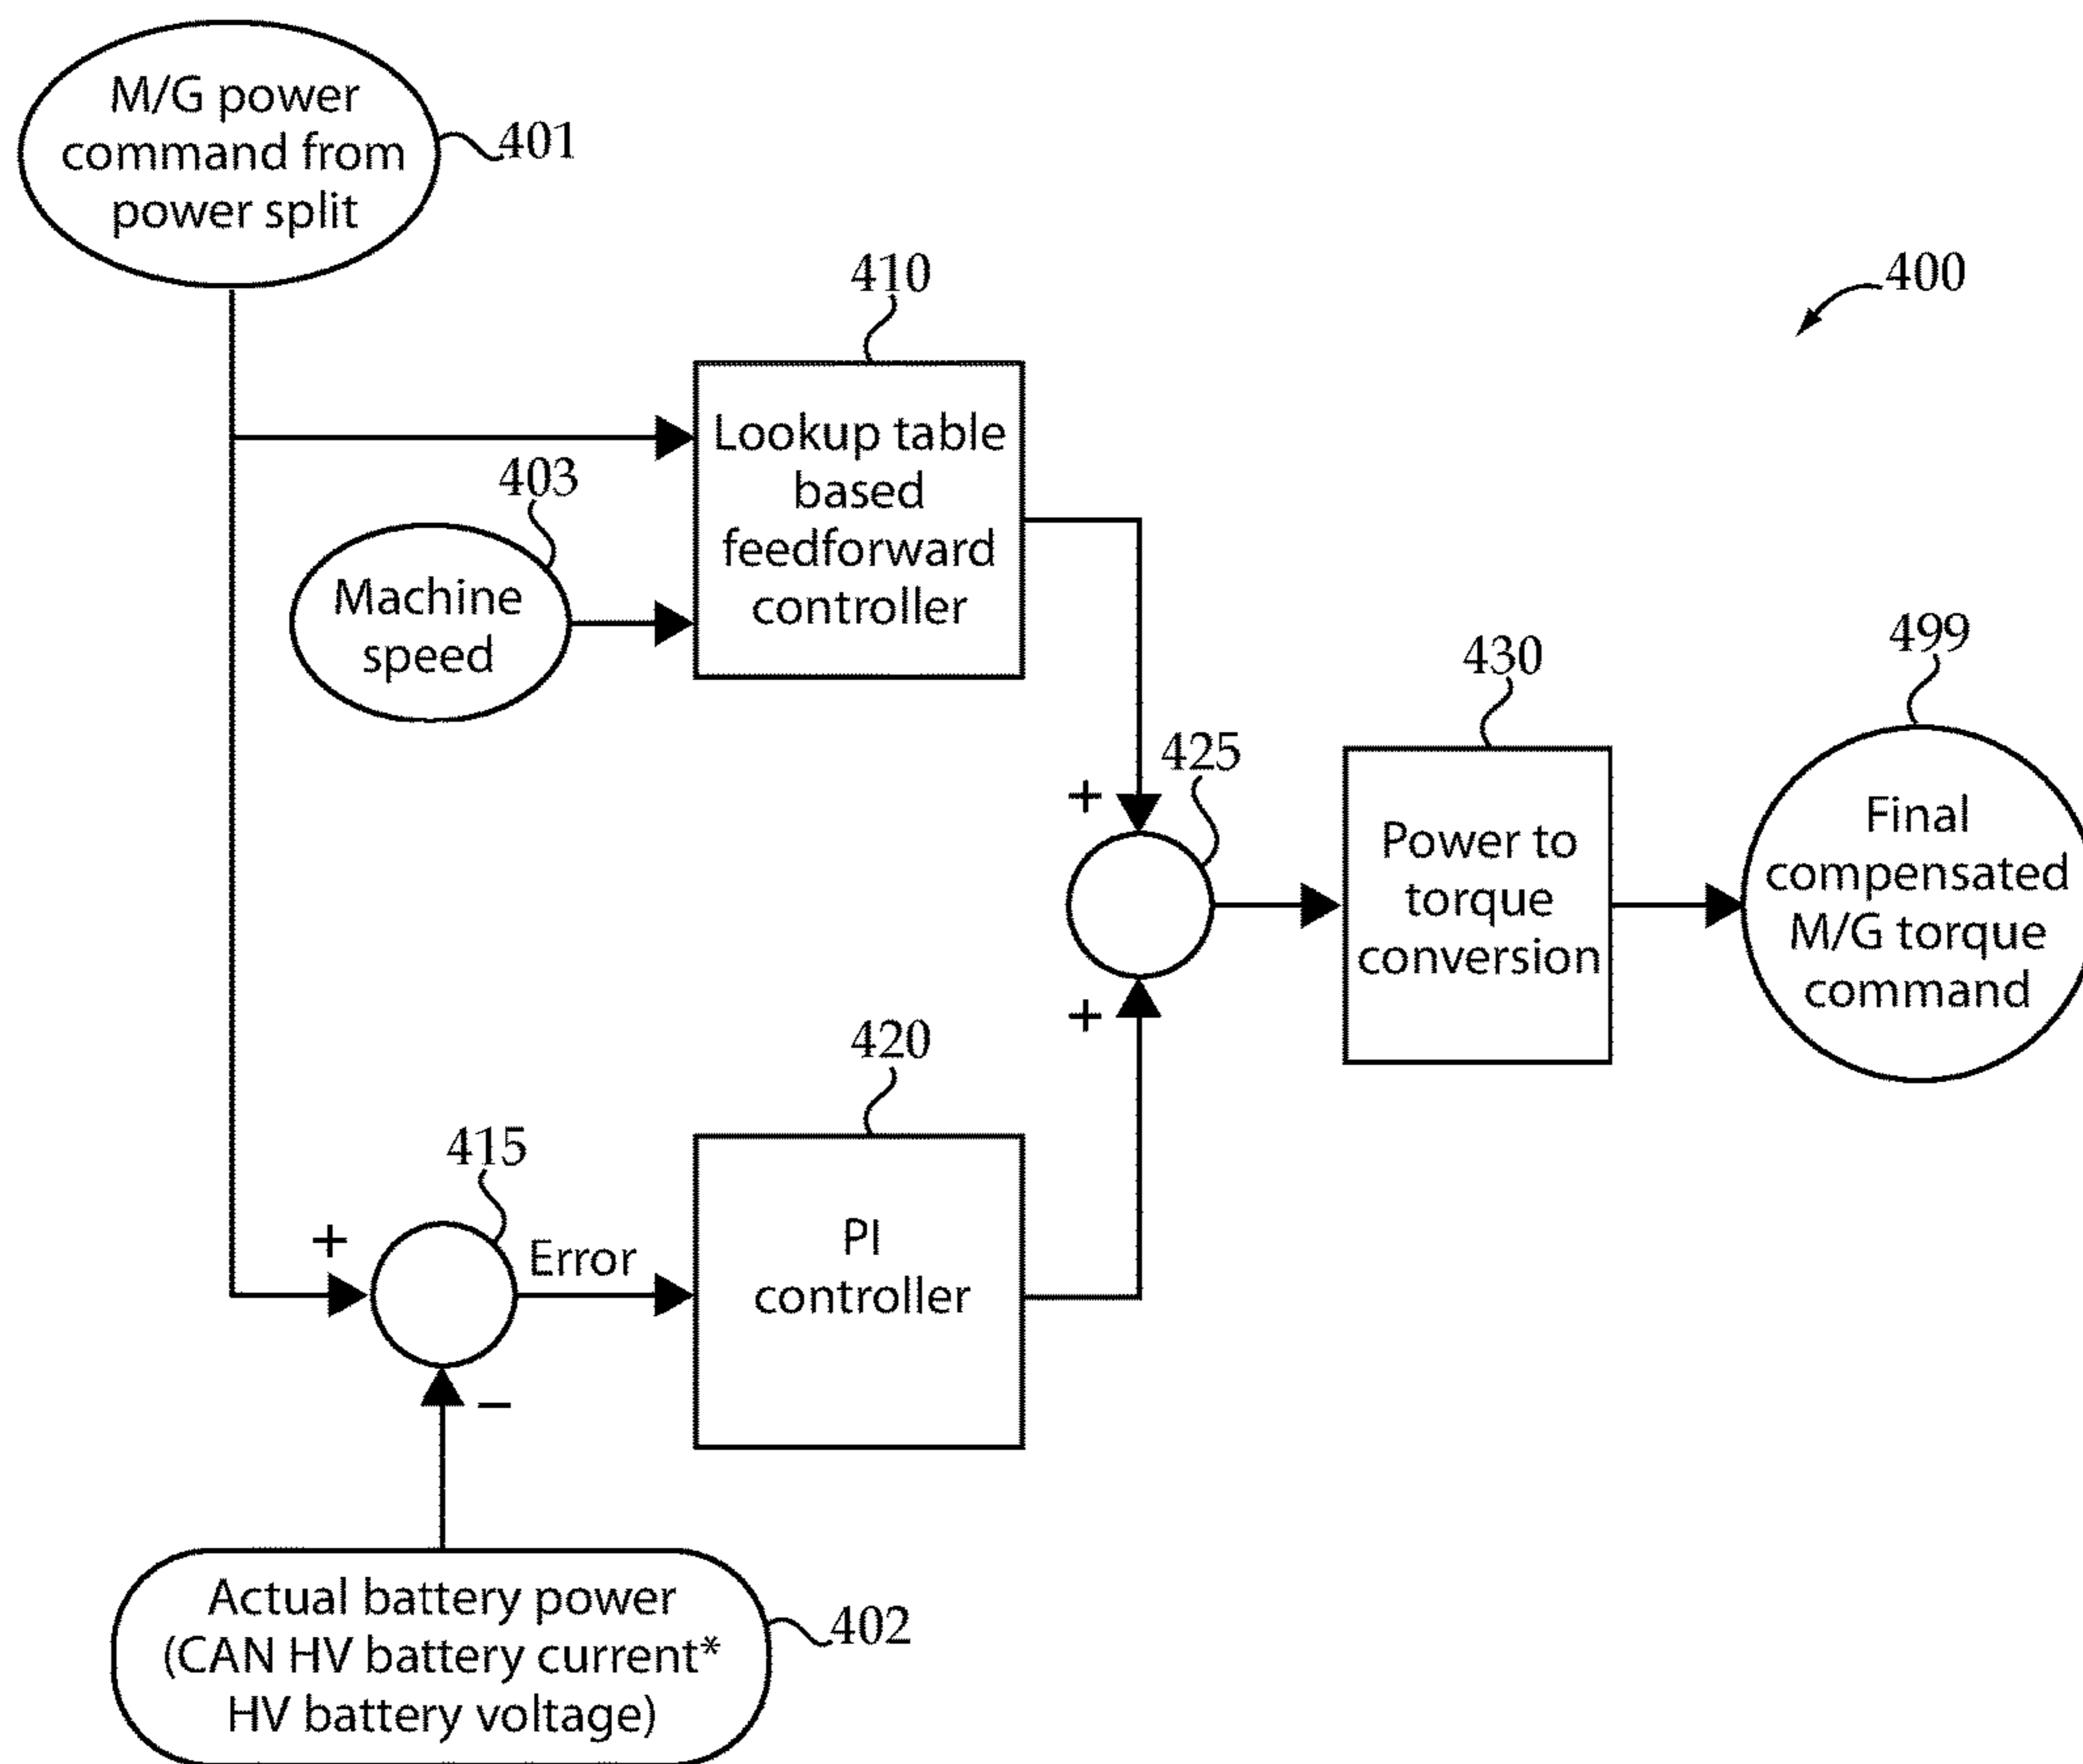 M/G power
command from
power split
401
410
400
Lookup table
based
feedforward
controller
403
Machine
speed
430
499
425
+
Power to
torque
conversion
Final
compensated
M/G torque
command
+
420
415
+
Error
PI
controller
−
Actual battery power
(CAN HV battery current*
HV battery voltage)
402